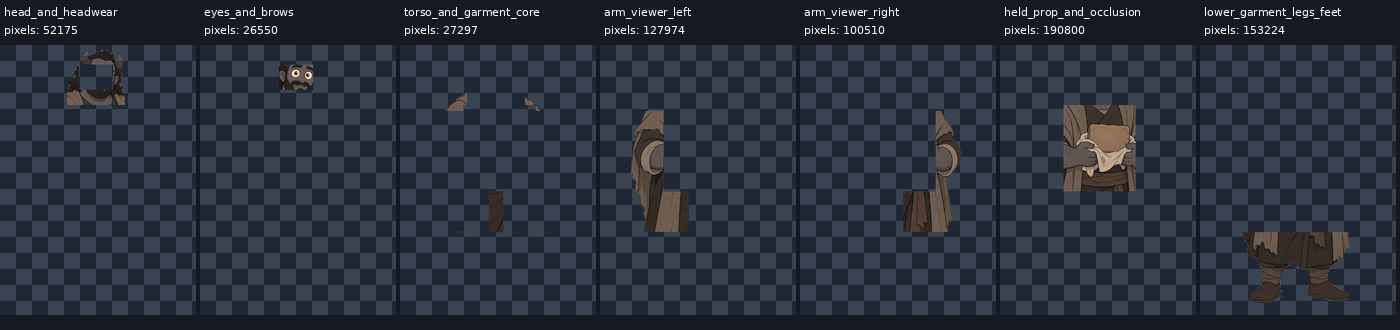 head_and_headwear
pixels: 52175
eyes_and_brows
pixels: 26550
torso_and_garment_core
pixels: 27297
arm_viewer_left
pixels: 127974
arm_viewer_right
pixels: 100510
held_prop_and_occlusion
pixels: 190800
lower_garment_legs_feet
pixels: 153224